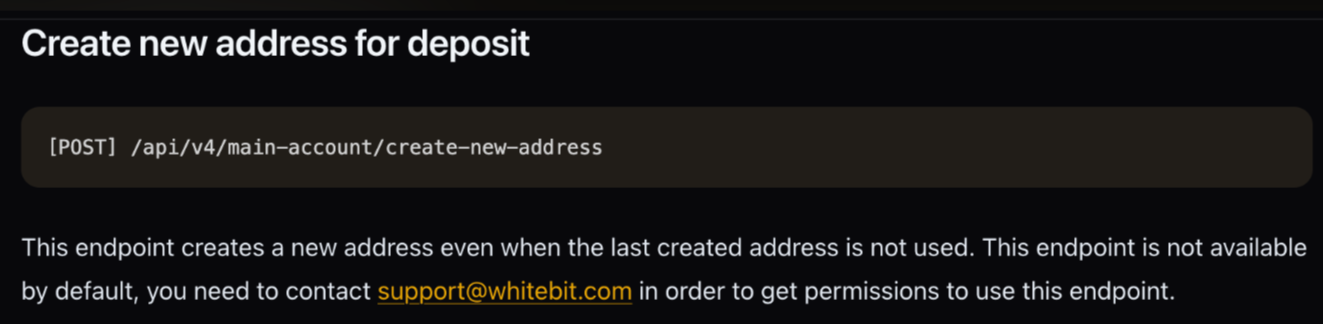 Create new address for deposit
[POST] /api/v4/main-account/create-new-address
This endpoint creates a new address even when the last created address is not used. This endpoint is not available
by default, you need to contact support@whitebit.com in order to get permissions to use this endpoint.